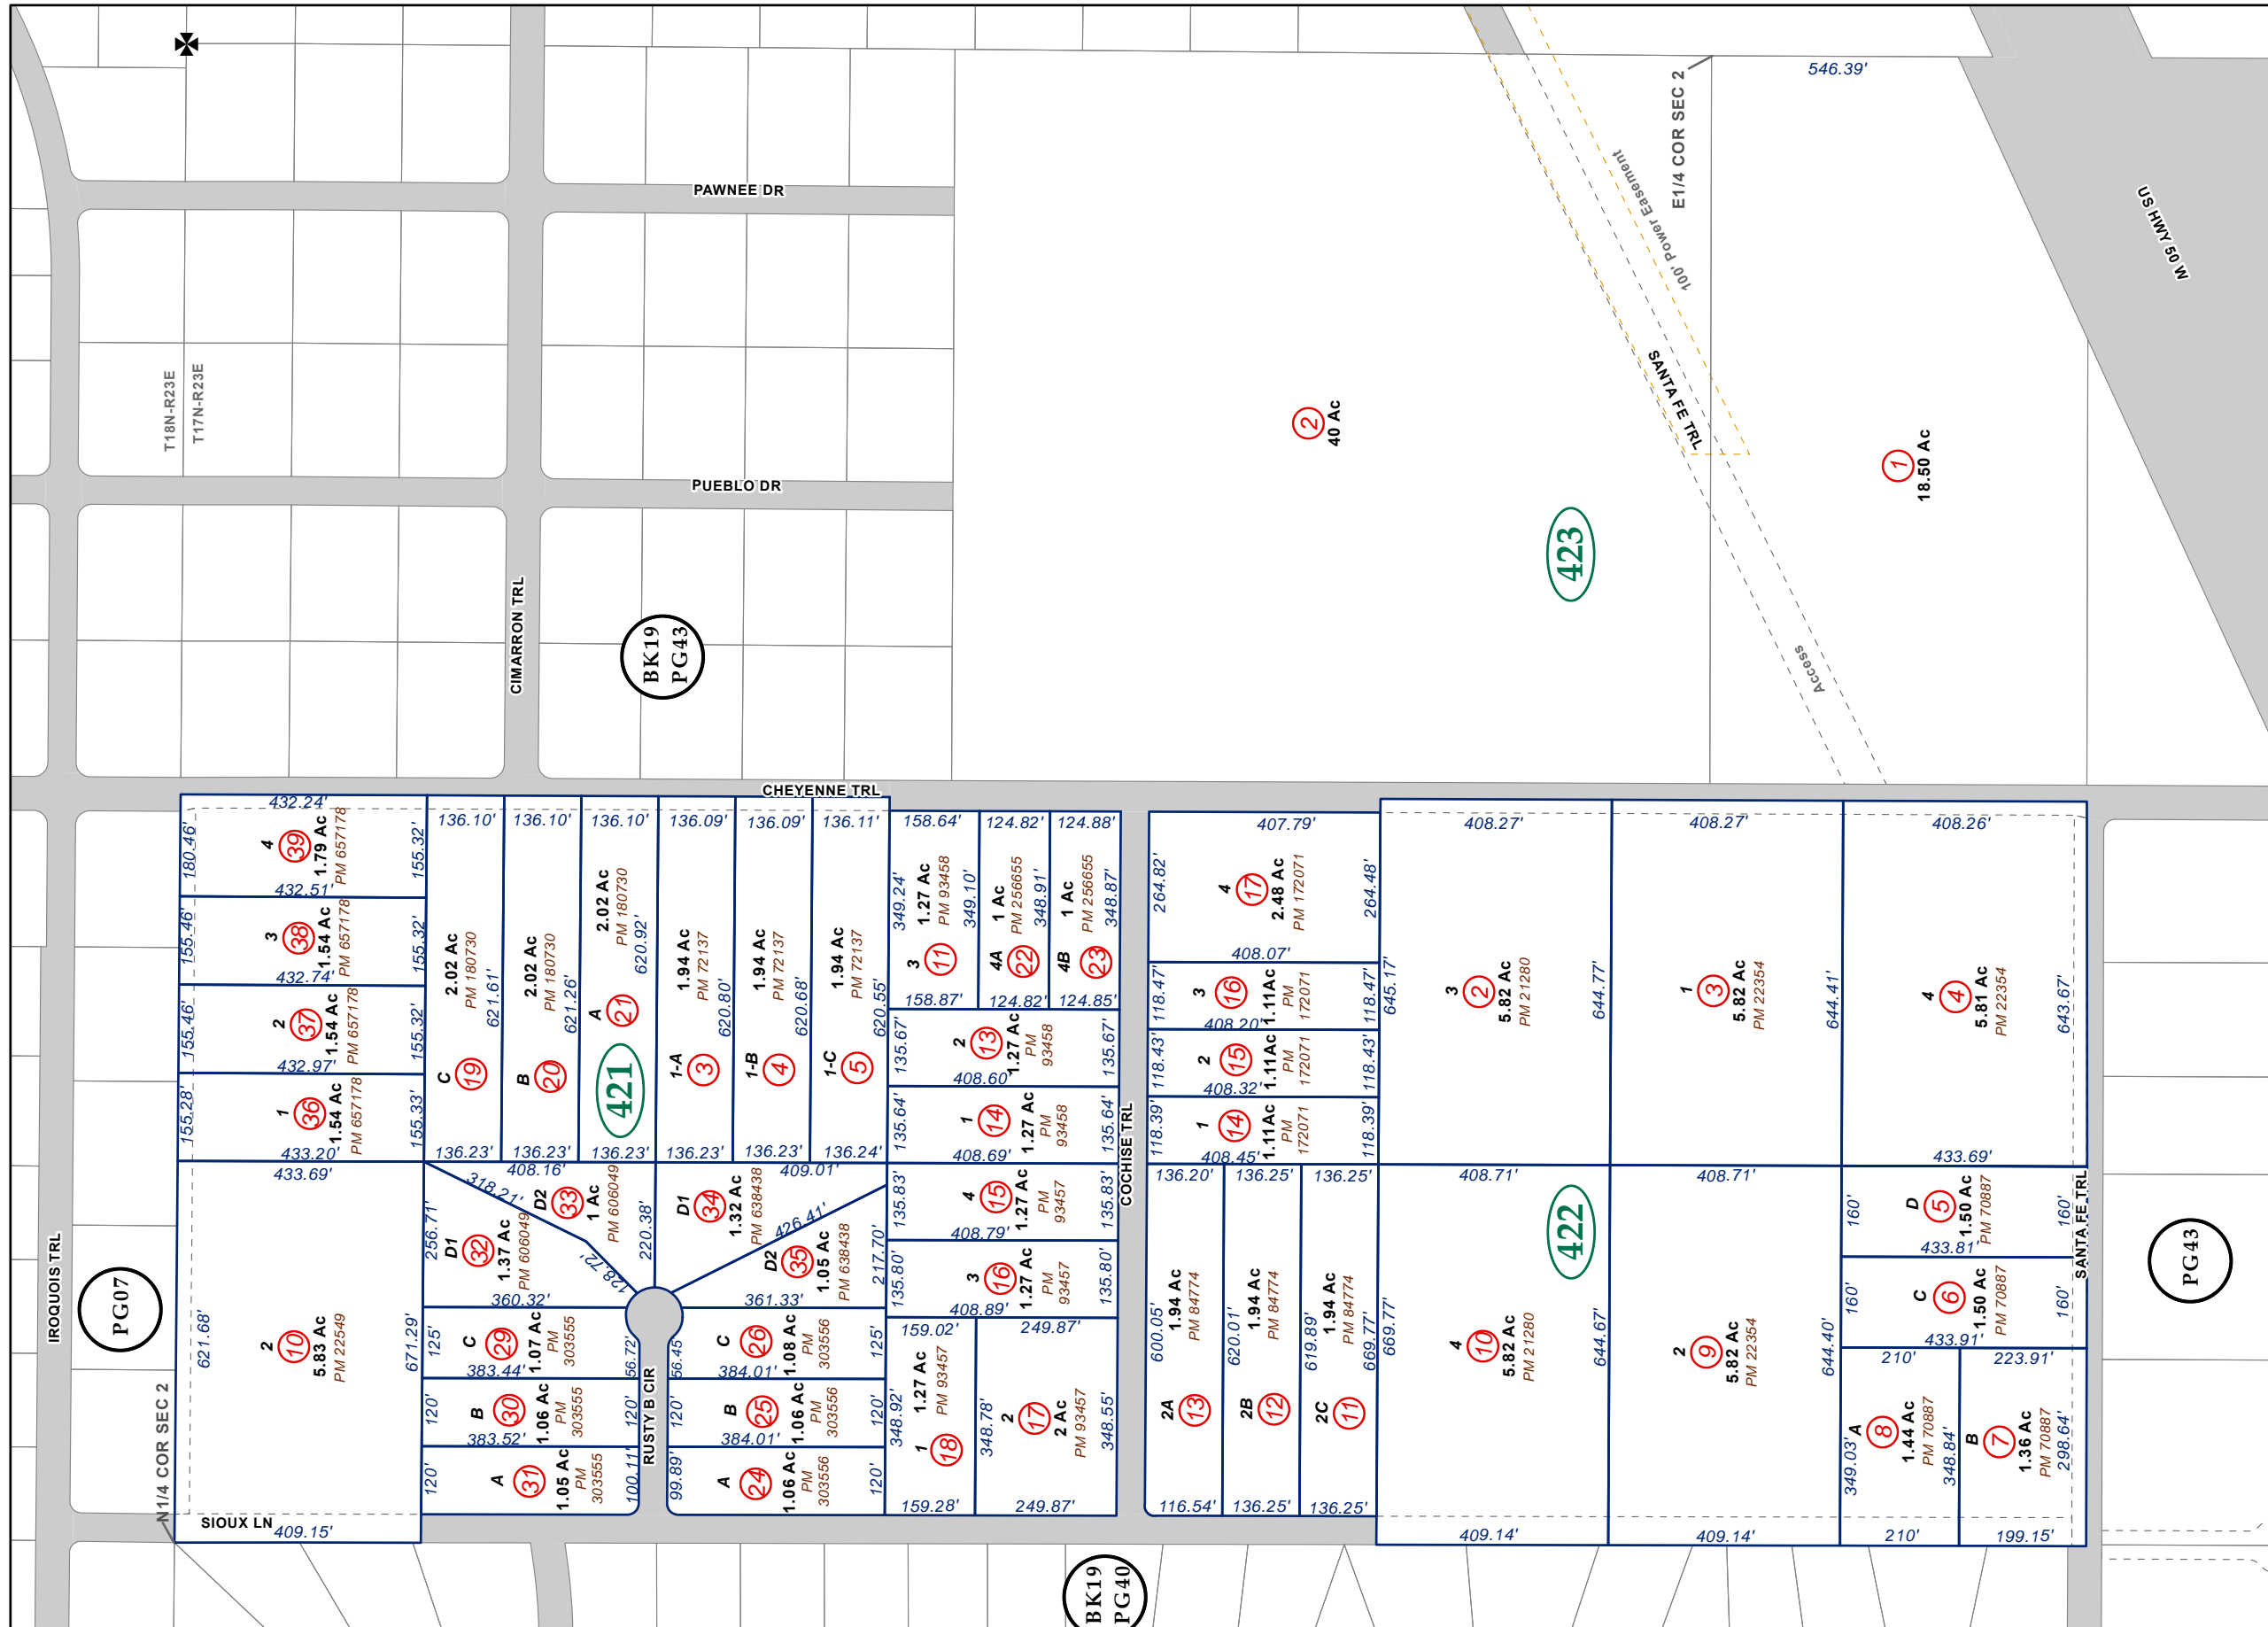 546.39'
E1/4 COR SEC 2
100' Power Easement
US HWY 50 W
PAWNEE DR
SANTA FE TRL
T18N-R23E
T17N-R23E
2
40 Ac
1
18.50 Ac
PUEBLO DR
423
CIMARRON TRL
BK19
PG43
Access
CHEYENNE TRL
432.24'
180.46'
4
39
1.79 Ac
PM 657178
155.32'
432.51'
155.46'
3
38
1.54 Ac
PM 657178
155.32'
432.74'
155.46'
2
37
1.54 Ac
PM 657178
155.32'
432.97'
155.28'
1
36
1.54 Ac
PM 657178
155.33'
433.20'
136.10'
2.02 Ac
PM 180730
621.61'
C
19
136.23'
136.10'
2.02 Ac
PM 180730
621.26'
B
20
136.23'
136.10'
2.02 Ac
PM 180730
620.92'
A
21
421
136.23'
136.09'
1.94 Ac
PM 72137
620.80'
1-A
3
136.23'
136.09'
1.94 Ac
PM 72137
620.68'
1-B
4
136.23'
136.11'
1.94 Ac
PM 72137
620.55'
1-C
5
136.24'
158.64'
349.24'
1.27 Ac
PM 93458
349.10'
3
11
158.87'
124.82'
1 Ac
PM 256655
348.91'
4A
22
124.82'
124.88'
1 Ac
PM 256655
348.87'
4B
23
124.85'
135.67'
2
13
1.27 Ac
PM
93458
135.67'
408.60'
135.64'
1
14
1.27 Ac
PM
93458
135.64'
408.69'
135.83'
4
15
1.27 Ac
PM
93457
135.83'
408.79'
135.80'
3
16
1.27 Ac
PM
93457
135.80'
408.89'
159.02'
1.27 Ac
PM 93457
348.92'
1
18
348.78'
159.28'
249.87'
2
17
2 Ac
PM 93457
348.55'
249.87'
COCHISE TRL
407.79'
264.82'
4
17
2.48 Ac
PM 172071
264.48'
408.07'
118.47'
3
16
1.11Ac
PM
172071
118.47'
408.20'
118.43'
2
15
1.11Ac
PM
172071
118.43'
408.32'
118.39'
1
14
1.11Ac
PM
172071
118.39'
408.45'
136.20'
600.05'
1.94 Ac
PM 84774
2A
13
116.54'
136.25'
620.01'
1.94 Ac
PM 84774
2B
12
136.25'
136.25'
619.89'
1.94 Ac
PM 84774
669.77'
2C
11
136.25'
408.27'
645.17'
3
2
5.82 Ac
PM 21280
644.77'
408.27'
1
3
5.82 Ac
PM 22354
644.41'
408.26'
4
4
5.81 Ac
PM 22354
643.67'
433.69'
408.71'
422
669.77'
4
10
5.82 Ac
PM 21280
644.67'
409.14'
408.71'
2
9
5.82 Ac
PM 22354
644.40'
409.14'
160'
D
5
1.50 Ac
PM 70887
160'
433.81'
160'
C
6
1.50 Ac
PM 70887
160'
433.91'
210'
349.03'
A
8
1.44 Ac
PM 70887
348.84'
210'
223.91'
B
7
1.36 Ac
PM 70887
298.64'
199.15'
SANTA FE TRL
PG43
IROQUOIS TRL
PG07
433.69'
621.68'
2
10
5.83 Ac
PM 22549
671.29'
N1/4 COR SEC 2
SIOUX LN
409.15'
408.16'
318.21'
D2
33
1 Ac
PM 606049
220.38'
128.72'
256.71'
D1
32
1.37 Ac
PM 606049
360.32'
409.01'
D1
34
1.32 Ac
PM 638438
426.41'
D2
35
1.05 Ac
PM 638438
217.70'
361.33'
125'
C
29
1.07 Ac
PM
303555
56.72'
383.44'
120'
B
30
1.06 Ac
PM
303555
120'
383.52'
120'
A
31
1.05 Ac
PM
303555
100.11'
RUSTY B CIR
56.45'
C
26
1.08 Ac
PM
303556
125'
384.01'
120'
B
25
1.06 Ac
PM
303556
120'
384.01'
99.89'
A
24
1.06 Ac
PM
303556
120'
BK19
PG40